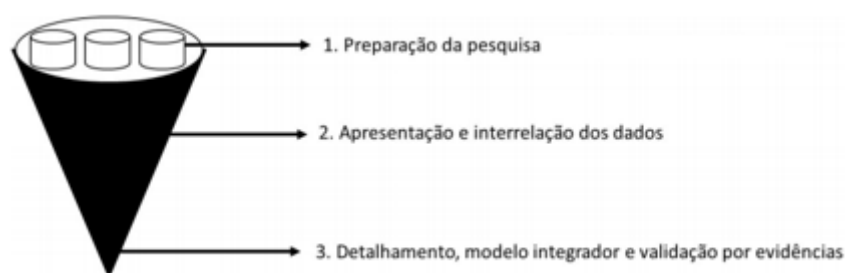 1. Preparação da pesquisa
2. Apresentação e interrelação dos dados
3. Detalhamento, modelo integrador e validação por evidências